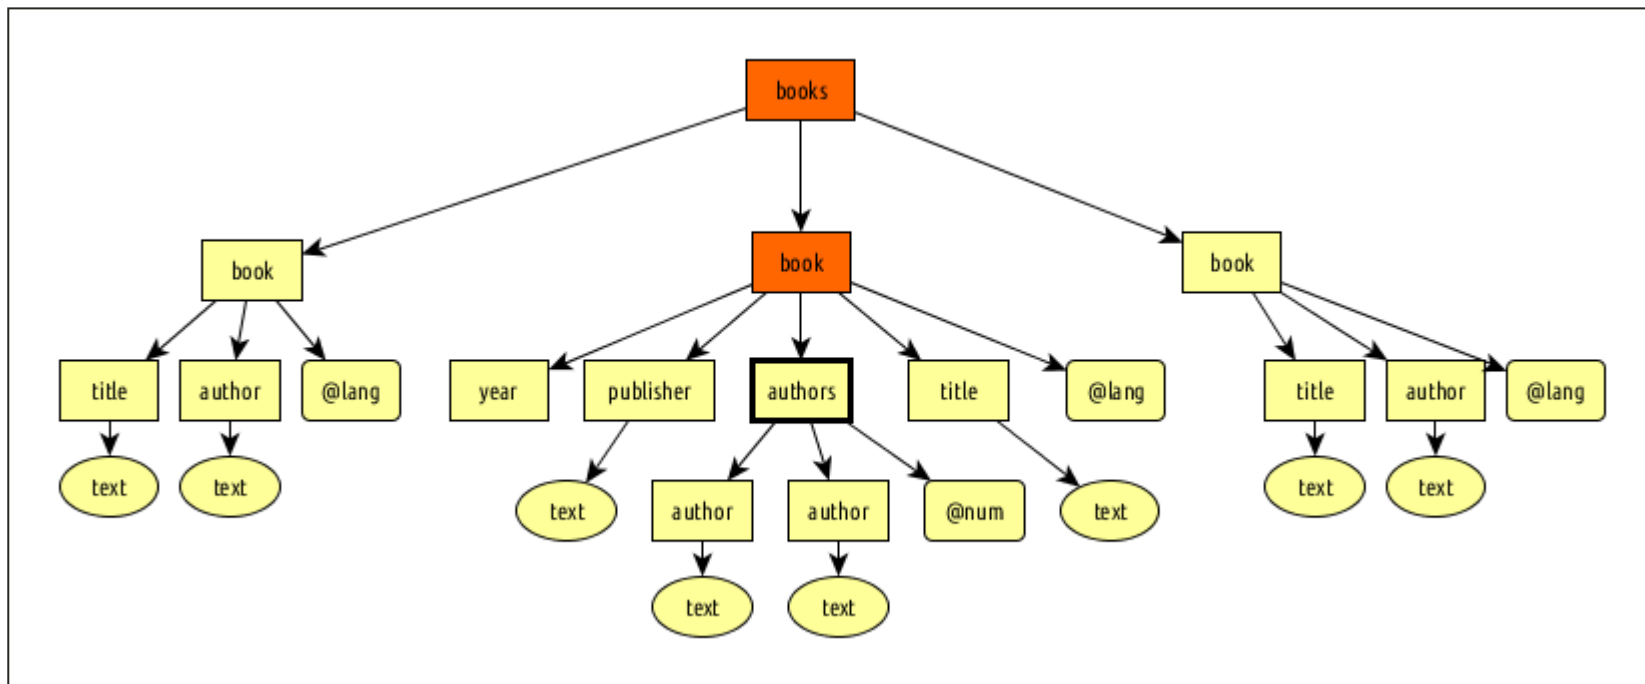 books
book
book
book
title
author
@lang
year
publisher
authors
title
@lang
title
author
@lang
text
text
text
author
author
@num
text
text
text
text
text